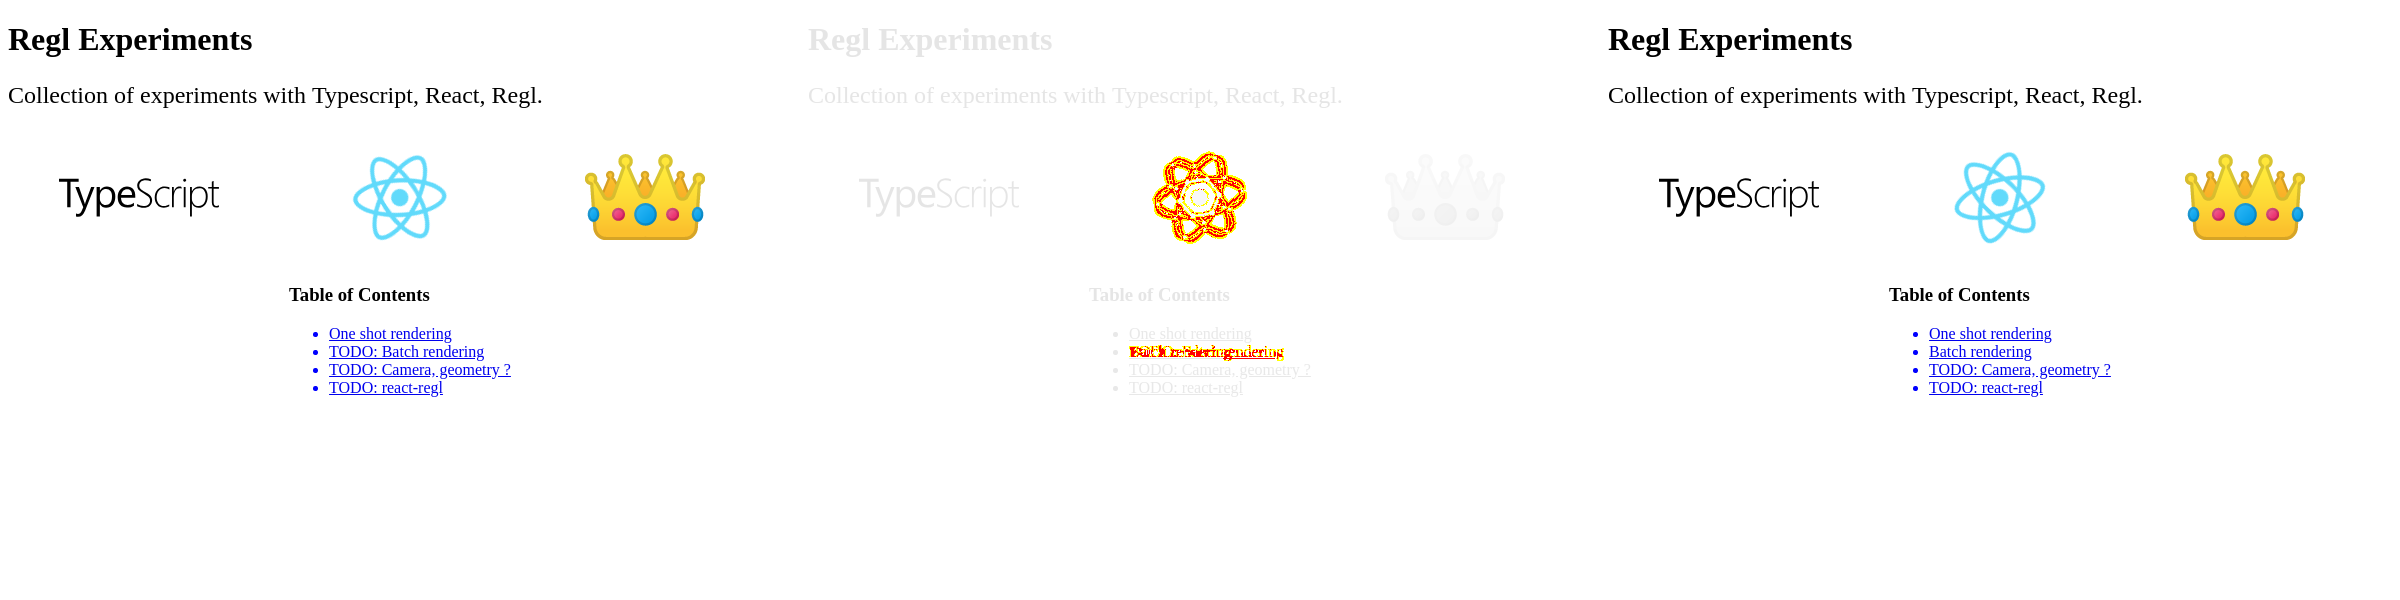 Regl Experiments
Collection of experiments with Typescript, React, Regl.
TypeScript
Table of Contents
One shot rendering
TODO: Batch rendering
TODO: Camera, geometry ?
TODO: react-regl
Regl Experiments
Collection of experiments with Typescript, React, Regl.
TypeScript
Table of Contents
One shot rendering
TODO: Camera, geometry ?
TODO: react-regl
Regl Experiments
Collection of experiments with Typescript, React, Regl.
TypeScript
Table of Contents
One shot rendering
Batch rendering
TODO: Camera, geometry ?
TODO: react-regl